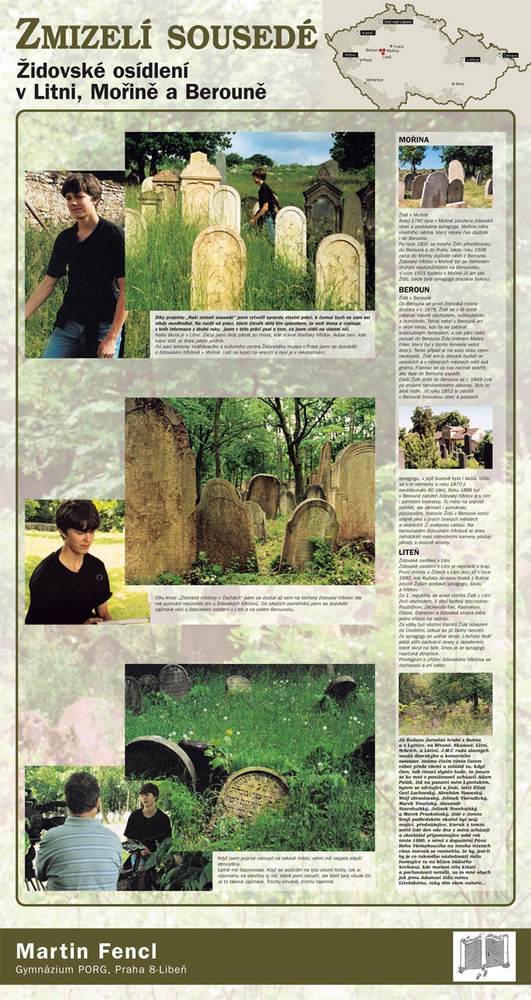 ZMIZELÍ SOUSEDÉ
Židovské osídlení
v Litni, Mořině a Berouně
Ústí nad Labem
Kadaň
Praha
Beroun
Mořina
Stříbro
Plzeň
Liteň
Loštice
Ostrava
Velhartice
Brno
Díky projektu „Naši zmizelí sousedé“ jsem vytvořil opravdu vlastní práci, k čemuž bych se sám asi
nikdy neodhodlal. Na rozdíl od prací, které člověk dělá tím způsobem, že sedí doma a vypisuje
z knih informace z druhé ruky, jsem v této práci psal o tom, co jsem viděl na vlastní oči.
Naše škola je v Libni. Začal jsem tedy pátrat po místě, kde stával libeňský hřbitov. Avšak tam, kde
kdysi stál, je dnes jakýsi podnik.
Od paní lektorky Vzdělávacího a kulturního centra Židovského muzea v Praze jsem se dozvěděl
o židovském hřbitově v Mořině. Leží na kopci za vesnicí a nyní je v rekonstrukci.
Díky knize "Židovské hřbitovy v Čechách" jsem se dostal až sem na liteňský židovský hřbitov. Ale
mé putování nezůstalo jen u židovských hřbitovů. Od zdejších pamětníků jsem se dozvěděl
zajímavé věci o židovském osídlení v Litni a na celém Berounsku.
Když jsem poprvé vstoupil na takové místo, velmi mě zaujala zdejší
atmosféra.
Úplně mě fascinovala. Když se podívám na tyto okolní hroby, tak si
vzpomenu na všechny ty lidi, které jsem nezažil, ale kteří tady všude žili.
Je to takové zajímavé. Trochu smutné, trochu tajemné.
MOŘINA
Židé v Mořině
Roku 1760 byla v Mořině založena židovská
obec a postavena synagoga. Mořina měla
vlastního rabína, který nějaký čas dojížděl
i do Berouna.
Po roce 1850 se mnoho Židů přestěhovalo
do Berouna a do Prahy, takže roku 1908
začal do Mořiny dojíždět rabín z Berouna.
Židovský hřbitov v Mořině byl po liteňském
druhým nejdůležitějším na Berounsku.
V roce 1921 bydlelo v Mořině již jen pět
Židů, takže byla synagoga prodána Sokolu.
BEROUN
Židé v Berouně
Do Berouna se první židovská rodina
dostala v r. 1678. Židé se v té době
zabývali hlavně obchodem, koželužstvím
a řeznictvím. Tehdy nebyl v Berouně ani
v okolí nikdo, kdo by se zabýval
koželužským řemeslem, a tak páni radní
pozvali do Berouna Žida jménem Mates
Fišer, který byl v tomto řemesle velmi
dobrý. Tento případ je na svou dobu velmi
neobvyklý. Židé tehdy obvykle bydleli ve
vesnicích a v některých městech měli svá
ghetta. Fišerovi se za čas nechali pokřtít,
aby lépe do Berouna zapadli.
Další Židé přišli do Berouna až r. 1849 (rok
po zrušení familiantského zákona). Bylo to
šest rodin. Již roku 1852 si založili
v Berouně židovskou obec a postavili
synagogu, v jejíž budově byla i škola. Učilo
se v ní německy a roku 1870 ji
navštěvovalo 80 žáků. Roku 1886 byl
v Berouně založen židovský hřbitov a s ním
i pohřební bratrstvo. To mělo na starost
pohřeb, ale zároveň i pomáhalo
pozůstalým. Historie Židů v Berouně končí
stejně jako v jiných českých městech
a vesnicích 2. světovou válkou. Na
berounském židovském hřbitově si dnes
zahrádkáři mezi náhrobními kameny pěstují
jahody a ovocné stromy.
LITEŇ
Židovské osídlení v Litni
Židovské osídlení v Litni je nejstarší v kraji.
První zmínky o Židech v Litni jsou již v roce
1680, kdy Kuňata Jaroslav hrabě z Bubna
povolil Židům postavit synagogu, školu
a hřbitov.
Za 1. republiky se snad všichni Židé v Litni
živili obchodem. V obci bydlely tyto rodiny:
Roubíčkovi, Zeckendorfovi, Raimanovi,
Fišlovi, Eisnerovi a židovská strana měla
jedno křeslo na radnici.
Za války byli všichni liteňští Židé odvezeni
do Osvětimi, odkud se již žádný nevrátil.
Ze synagogy se udělal sklad. Liteňský farář
ještě stihl zachránit desky s desaterem,
které skryl na faře. Dnes je ze synagogy
hasičská zbrojnice.
Privilegium o zřízení židovského hřbitova se
dochovalo a zní takto:
Já Kuňata Jaroslav hrabě z Bubna
a z Lytticz, na Březně, Skašově, Litni,
Srbcích, a Lštíni. J.M.C rada slavných
soudů dvorskýho a komorního
assessor, známo činím tímto listem
vůbec přede všemi a zvláště tu, když
čten, neb čtoucí slyšán bude, že jsouce
se ke mně v poníženosti ucházeli Adam
Polák, žid na panství mém Lyteňském,
bytem se zdržující a jinší, totiž Eliáš
Gezl Lochovský, Abrahám Vosovský,
Wolf zbraslavský, Jelínek Všeradický,
Marek Tmaňský, Alexandr
Starohuťský, Jelínek Novohuťský
a Marek Praskoleský, židé v ;tomto
kraji podbrdském okolně byt svůj
mající, přednášejíce, kterak v tomto
světě lidé den ode dne z světa scházejí
a obzvláště připomínajíce sobě rok
tento 1680, v němž z dopuštění Pána
Boha Všemohoucího na mnoho místech
rána morová se rozmohla, že by, jest-li
by je co takového následovati mělo
(nemajíce tu na blízce žádného
krchovu), kde morová těla klásti
a pochovávati neměli, za to mně abych
jak jemu Adamovi židu mému
Liteňskému, taky těm všem nahoře...
Martin Fencl
Gymnázium PORG, Praha 8-Libeň
Zmizelí sousedé